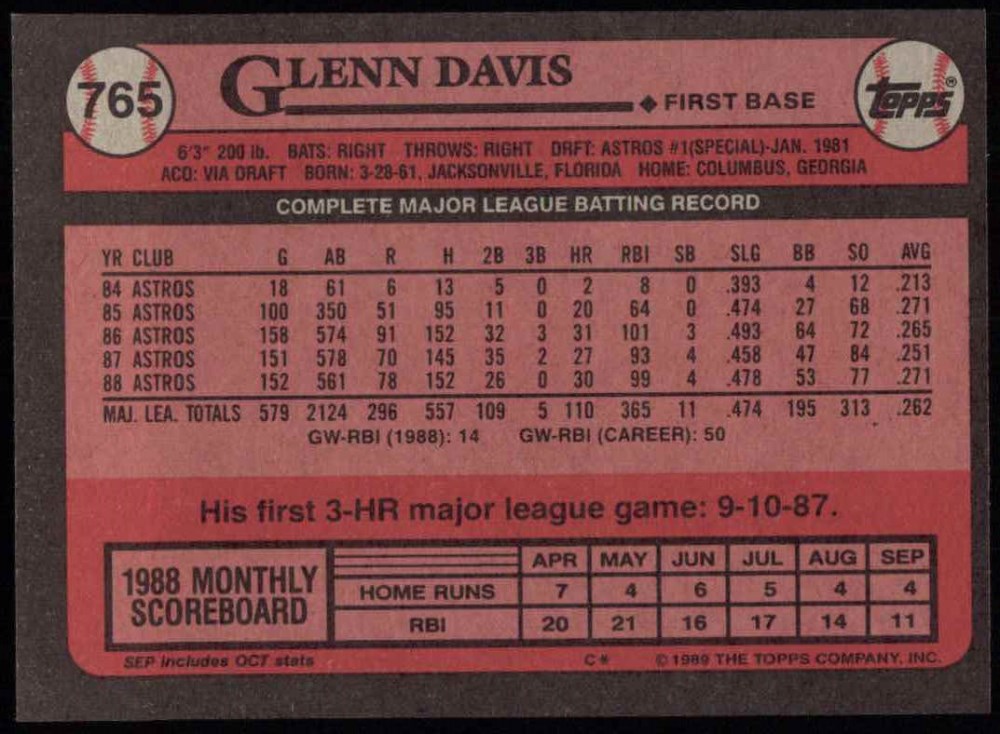 765 GLENN DAVIS
◆ FIRST BASE
Topps®
6'3" 200 lb. BATS: RIGHT THROWS: RIGHT DRFT: ASTROS #1(SPECIAL)-JAN. 1981
ACQ: VIA DRAFT BORN: 3-28-61, JACKSONVILLE, FLORIDA HOME: COLUMBUS, GEORGIA
COMPLETE MAJOR LEAGUE BATTING RECORD
YR CLUB G AB R H 2B 3B HR RBI SB SLG BB SO AVG
84 ASTROS 18 61 6 13 5 0 2 8 0 .393 4 12 .213
85 ASTROS 100 350 51 95 11 0 20 64 0 .474 27 68 .271
86 ASTROS 158 574 91 152 32 3 31 101 3 .493 64 72 .265
87 ASTROS 151 578 70 145 35 2 27 93 4 .458 47 84 .251
88 ASTROS 152 561 78 152 26 0 30 99 4 .478 53 77 .271
MAJ. LEA. TOTALS 579 2124 296 557 109 5 110 365 11 .474 195 313 .262
GW-RBI (1988): 14 GW-RBI (CAREER): 50
His first 3-HR major league game: 9-10-87.
1988 MONTHLY
SCOREBOARD
APR MAY JUN JUL AUG SEP
HOME RUNS 7 4 6 5 4 4
RBI 20 21 16 17 14 11
SEP includes OCT stats C* © 1989 THE TOPPS COMPANY, INC.